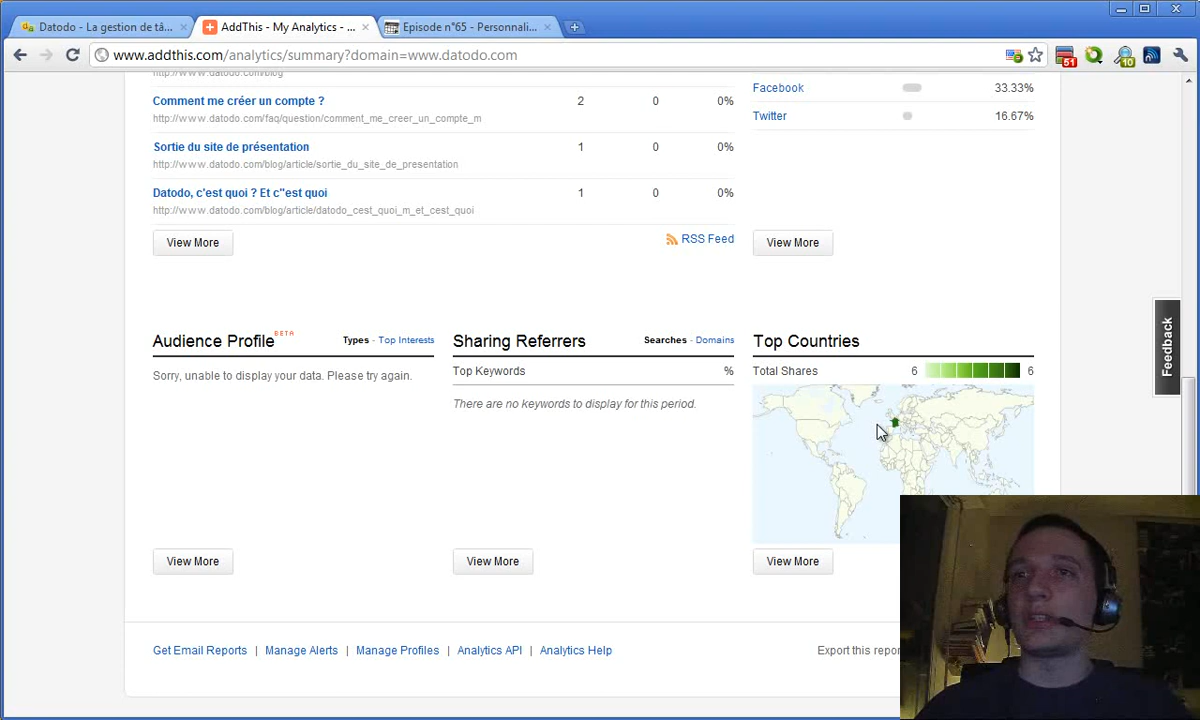 Datodo - La gestion de tâ...
AddThis - My Analytics - ...
Episode n°65 - Personnali...
www.addthis.com/analytics/summary?domain=www.datodo.com
51
10
http://www.datodo.com/blog
Facebook 33.33%
Comment me créer un compte ? 2 0 0%
http://www.datodo.com/faq/question/comment_me_creer_un_compte_m
Twitter 16.67%
Sortie du site de présentation 1 0 0%
http://www.datodo.com/blog/article/sortie_du_site_de_presentation
Datodo, c'est quoi ? Et c"est quoi 1 0 0%
http://www.datodo.com/blog/article/datodo_cest_quoi_m_et_cest_quoi
View More
RSS Feed
View More
Feedback
Audience Profile BETA
Types - Top Interests
Sorry, unable to display your data. Please try again.
View More
Sharing Referrers
Searches - Domains
Top Keywords %
There are no keywords to display for this period.
View More
Top Countries
Total Shares 6 6
View More
Get Email Reports | Manage Alerts | Manage Profiles | Analytics API | Analytics Help
Export this repor